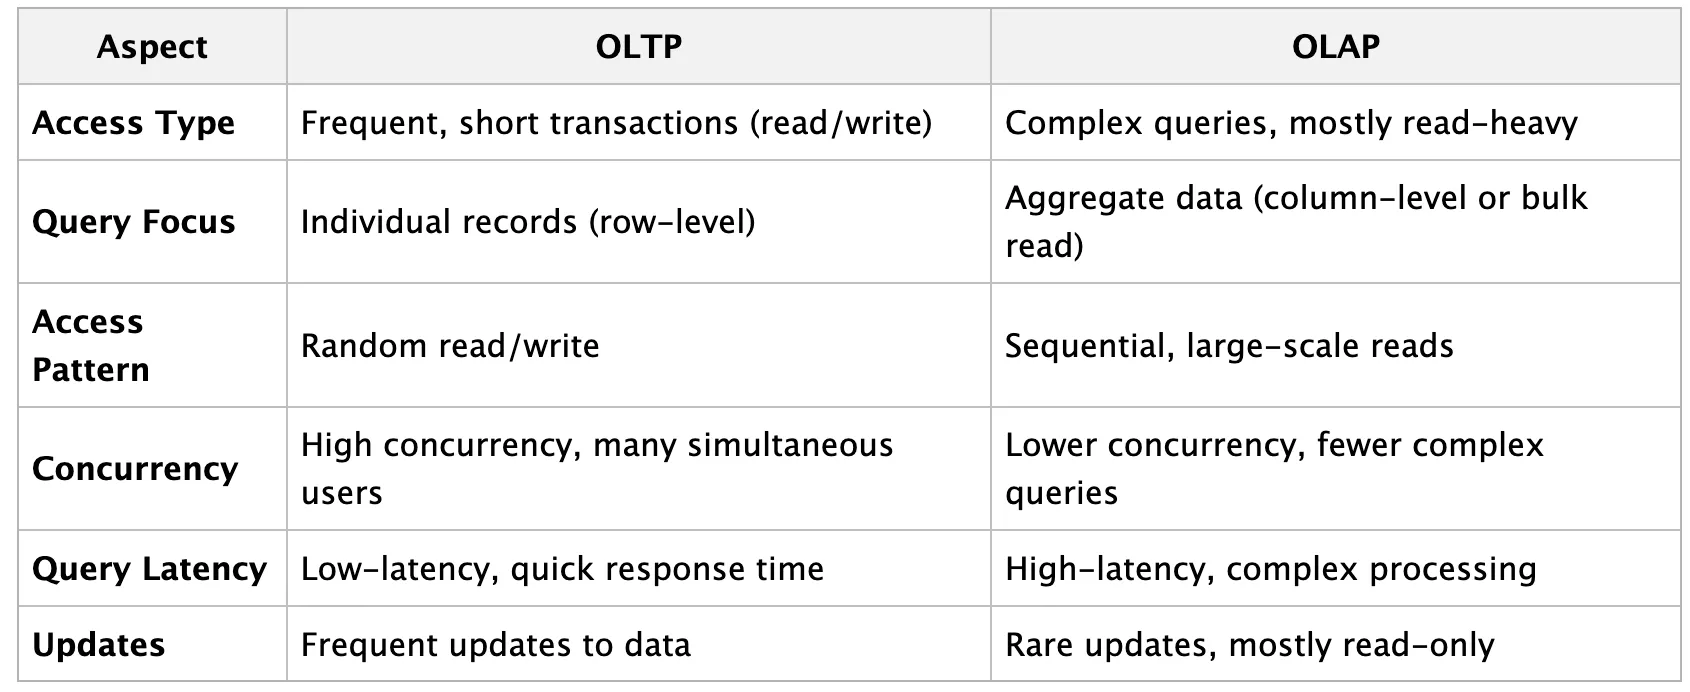 Aspect OLTP OLAP
Access Type Frequent, short transactions (read/write) Complex queries, mostly read-heavy
Query Focus Individual records (row-level) Aggregate data (column-level or bulk
read)
Access
Pattern Random read/write Sequential, large-scale reads
Concurrency High concurrency, many simultaneous
users Lower concurrency, fewer complex
queries
Query Latency Low-latency, quick response time High-latency, complex processing
Updates Frequent updates to data Rare updates, mostly read-only